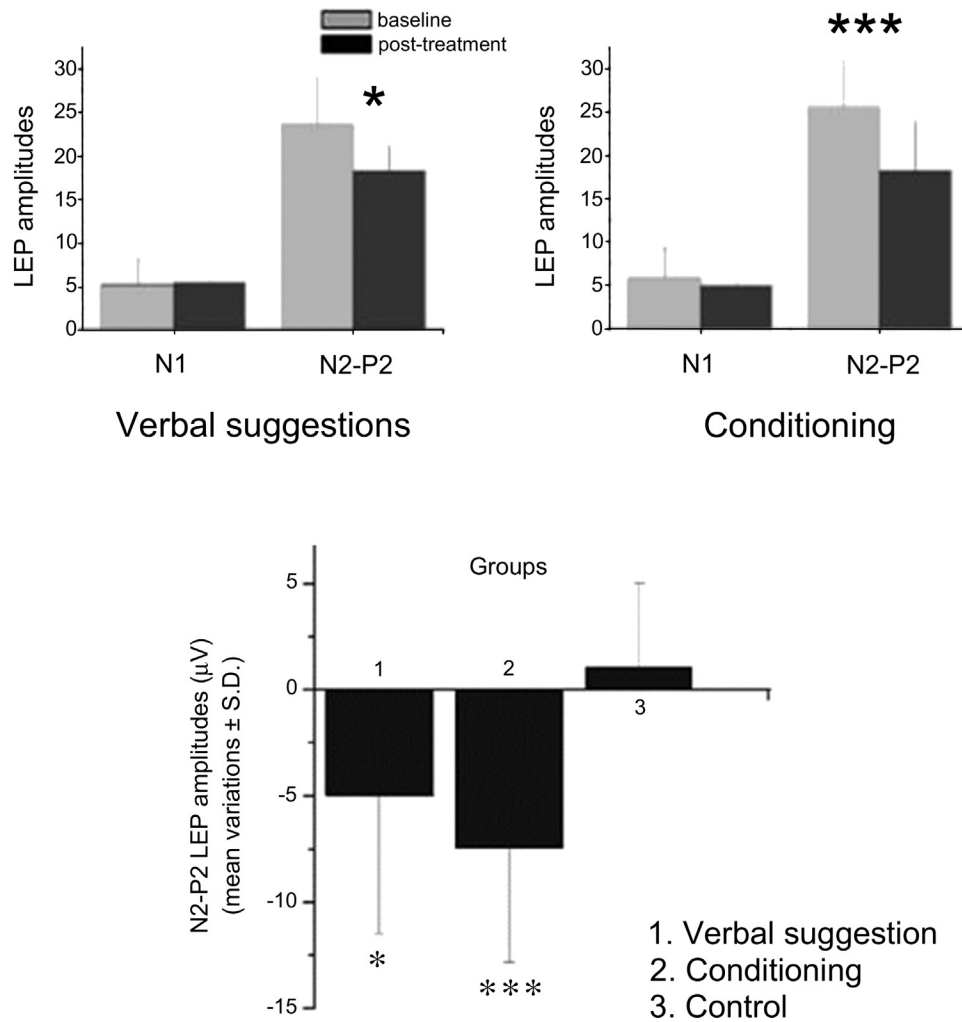 baseline
post-treatment
***
*
30
25
20
15
10
5
0
LEP amplitudes
N1
N2-P2
Verbal suggestions
30
25
20
15
10
5
0
LEP amplitudes
N1
N2-P2
Conditioning
Groups
5
0
-5
-10
-15
N2-P2 LEP amplitudes (µV)
(mean variations ± S.D.)
1
2
3
*
***
1. Verbal suggestion
2. Conditioning
3. Control